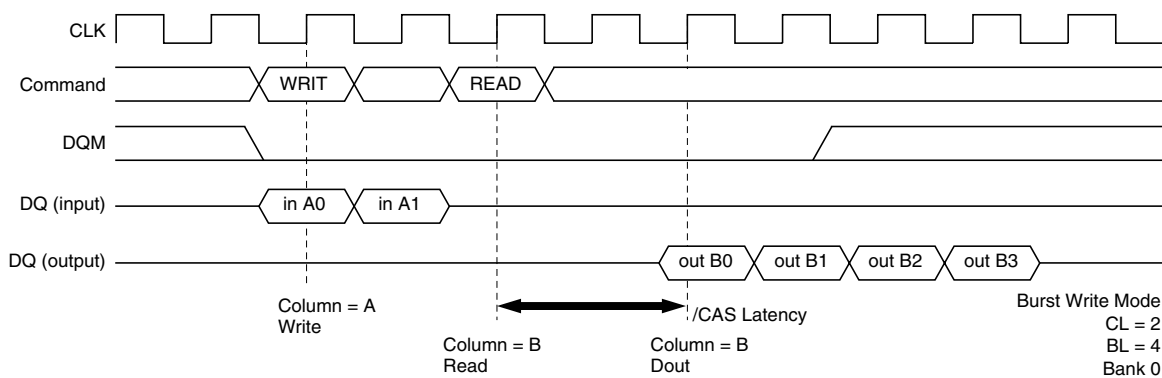 CLK
Command
WRIT
READ
DQM
DQ (input)
in A0
in A1
DQ (output)
out B0
out B1
out B2
out B3
Column = A
Write
/CAS Latency
Column = B
Read
Column = B
Dout
Burst Write Mode
CL = 2
BL = 4
Bank 0